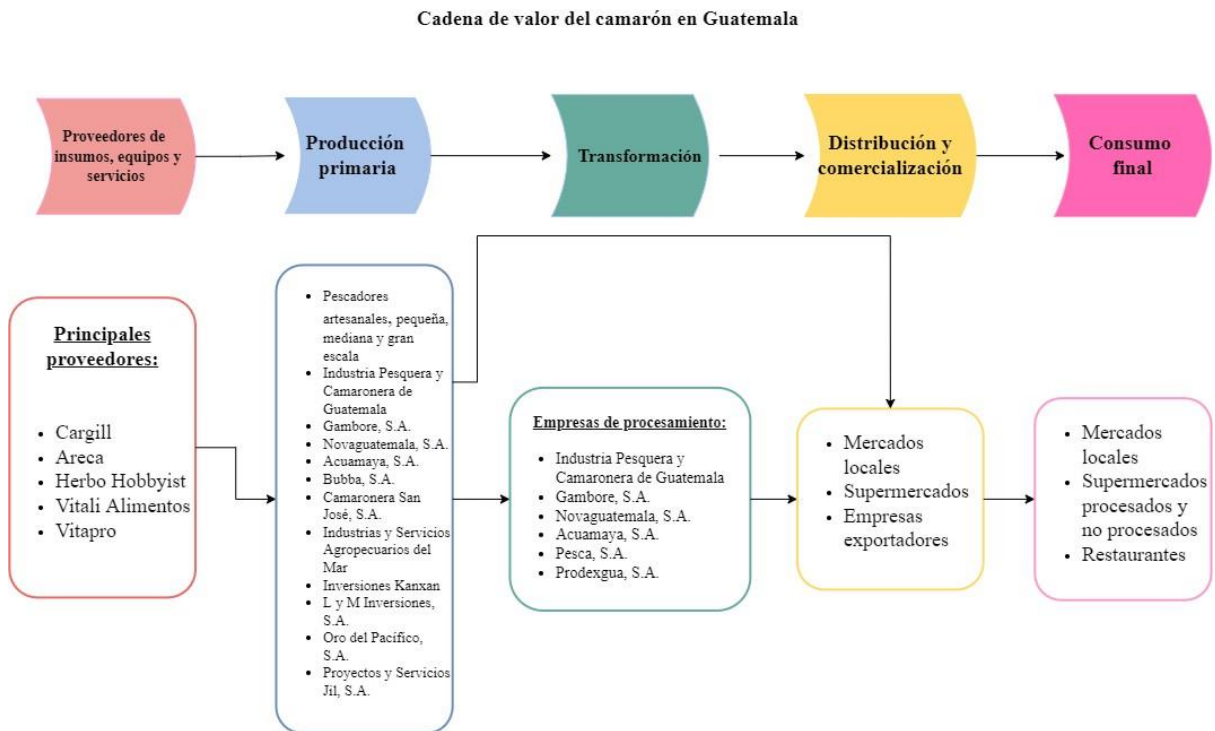 Cadena de valor del camarón en Guatemala
Proveedores de
insumos, equipos y
servicios
Producción
primaria
Transformación
Distribución y
comercialización
Consumo
final
Principales
proveedores:
• Cargill
• Areca
• Herbo Hobbyist
• Vitali Alimentos
• Vitapro
• Pescadores
artesanales, pequeña,
mediana y gran
escala
• Industria Pesquera y
Camaronera de
Guatemala
• Gambore, S.A.
• Novaguatemala, S.A.
• Acuamaya, S.A.
• Bubba, S.A.
• Camaronera San
José, S.A.
• Industrias y Servicios
Agropecuarios del
Mar
• Inversiones Kanxan
• L y M Inversiones,
S.A.
• Oro del Pacífico,
S.A.
• Proyectos y Servicios
Jil, S.A.
Empresas de procesamiento:
• Industria Pesquera y
Camaronera de Guatemala
• Gambore, S.A.
• Novaguatemala, S.A.
• Acuamaya, S.A.
• Pesca, S.A.
• Prodexgua, S.A.
• Mercados
locales
• Supermercados
• Empresas
exportadores
• Mercados
locales
• Supermercados
procesados y
no procesados
• Restaurantes